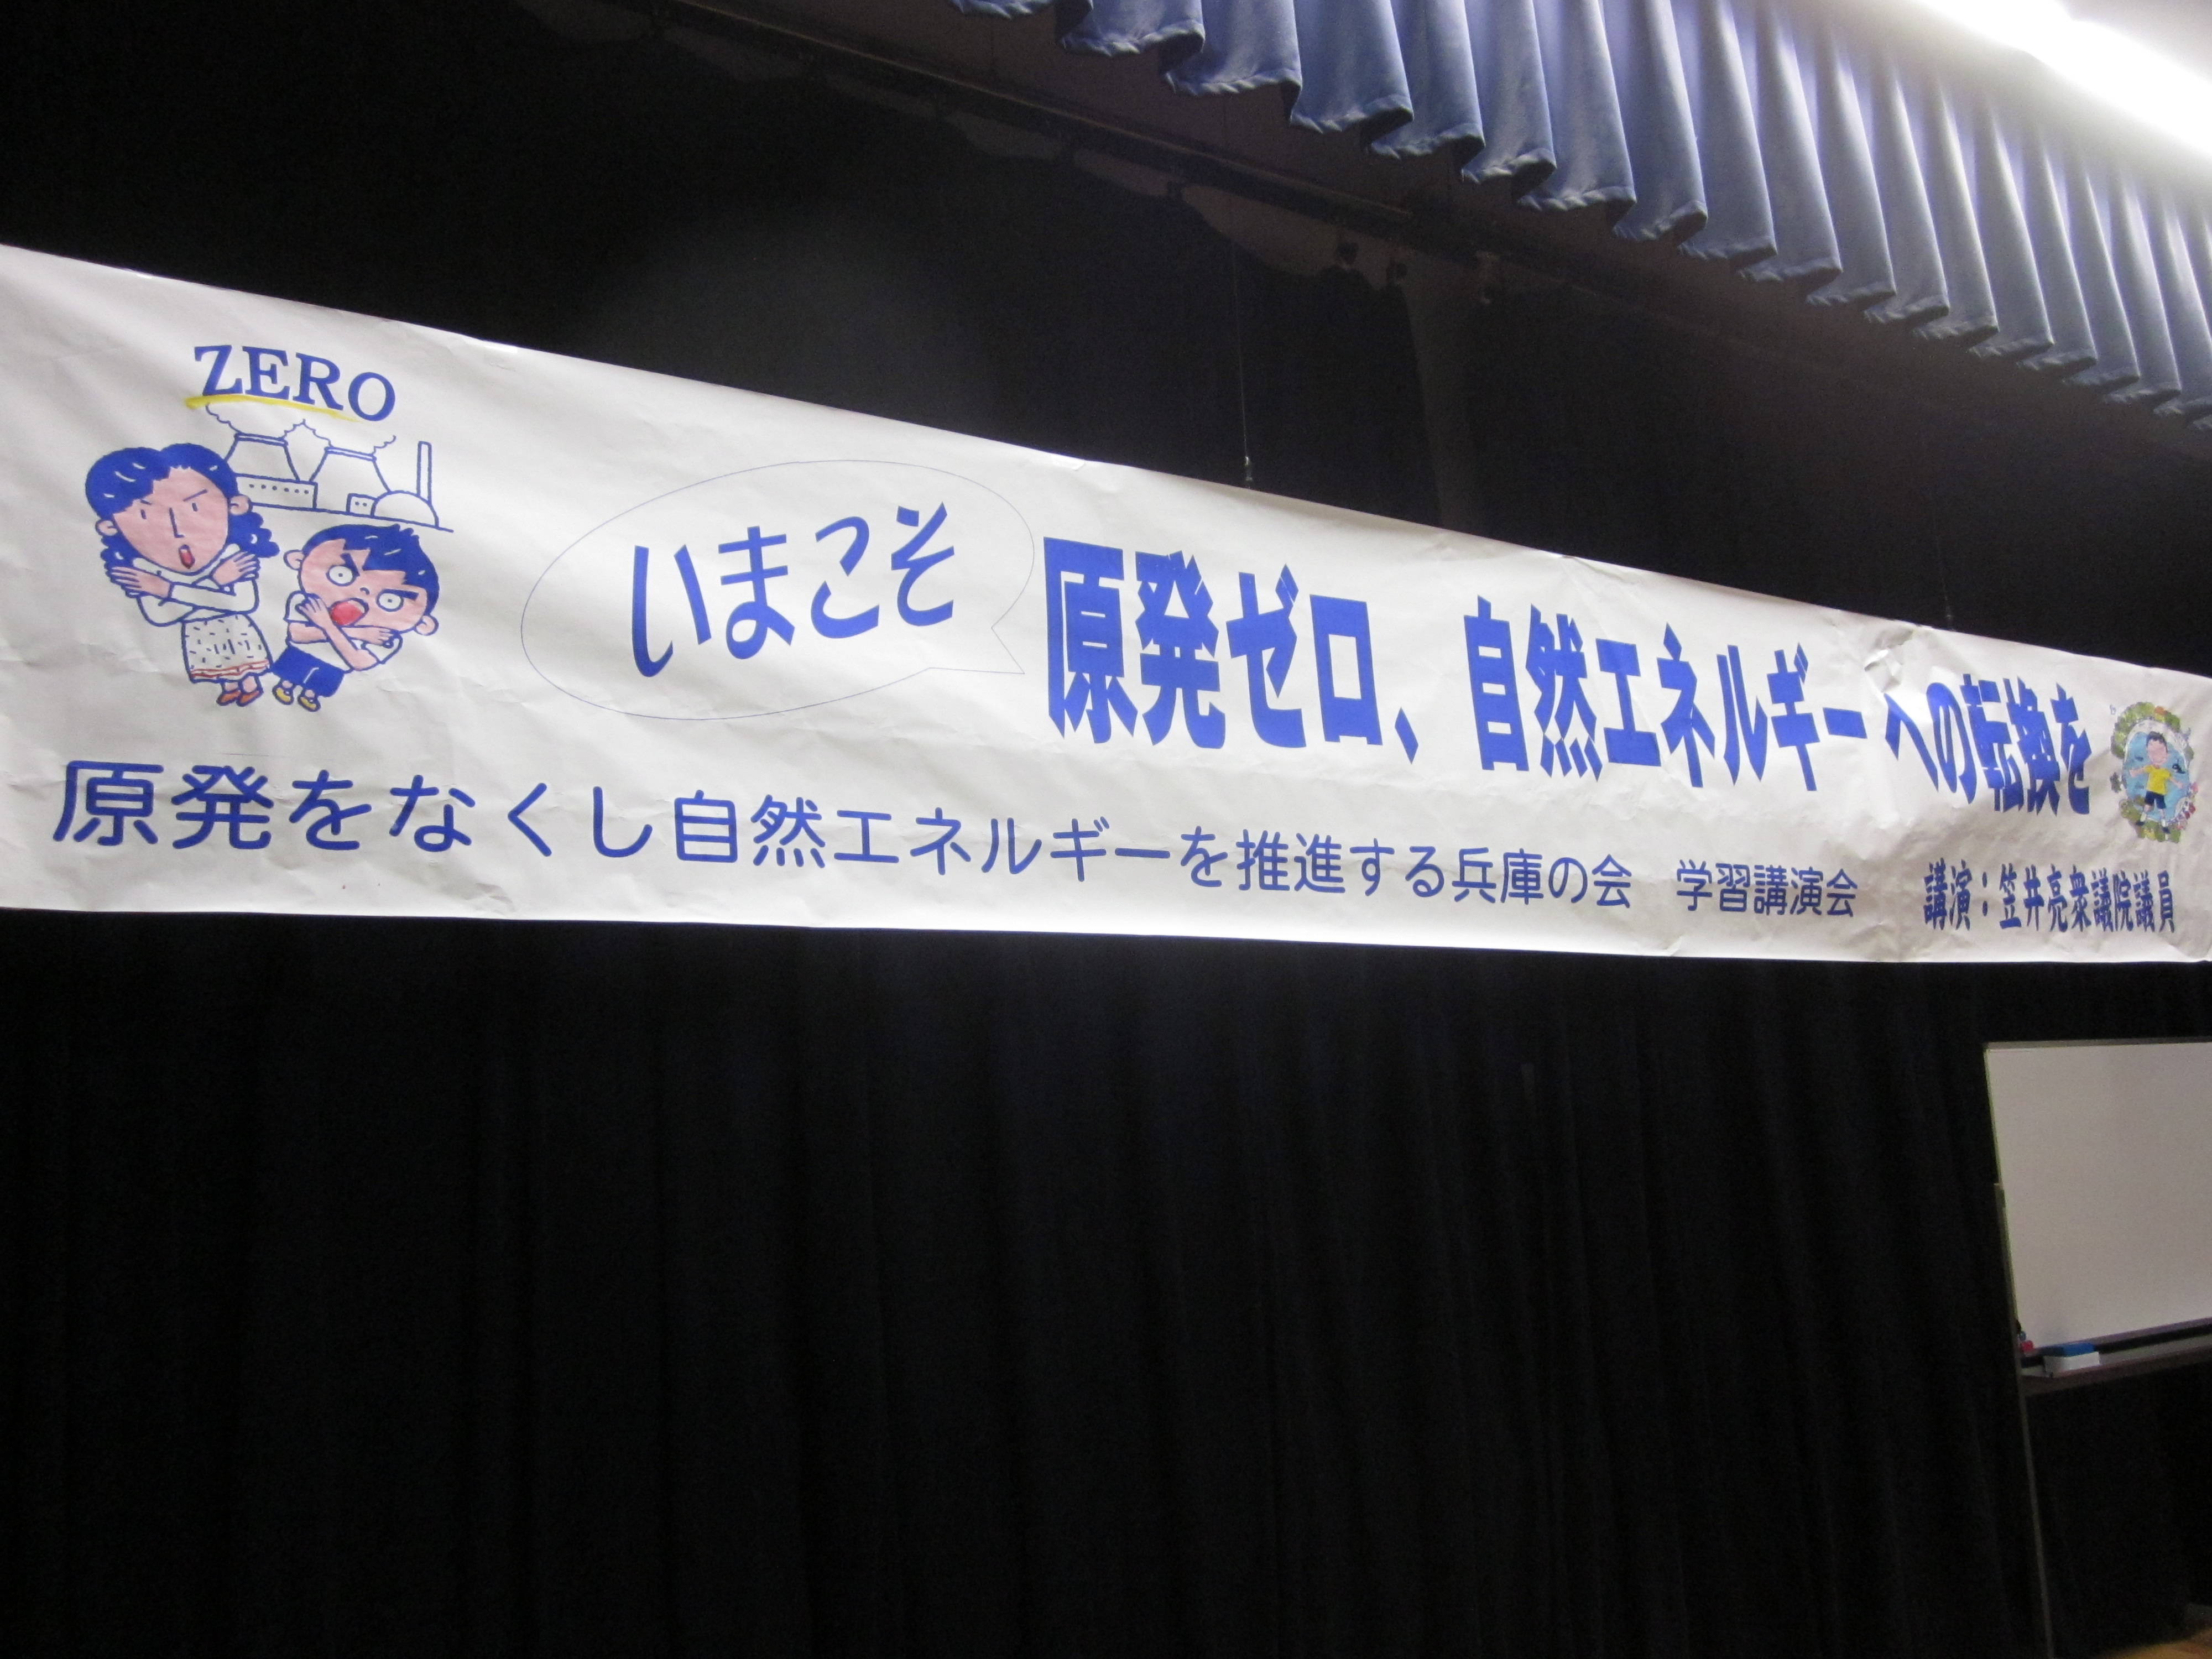 ZERO
いまこそ
原発ゼロ、自然エネルギーへの転換を
原発をなくし自然エネルギーを推進する兵庫の会　学習講演会　講演：笠井亮衆議院議員